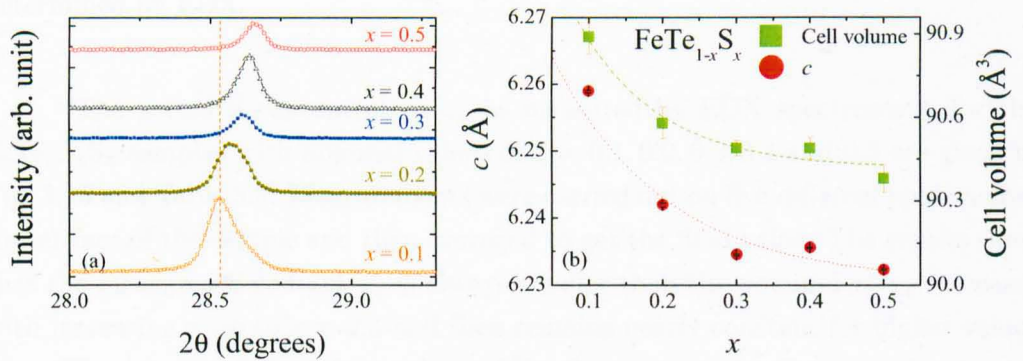 Intensity (arb. unit)
x = 0.5
x = 0.4
x = 0.3
x = 0.2
x = 0.1
(a)
28.0 28.5 29.0
2θ (degrees)
c (Å)
6.27
6.26
6.25
6.24
6.23
FeTe1-xSx
Cell volume
c
(b)
0.1 0.2 0.3 0.4 0.5
x
90.9
90.6
90.3
90.0
Cell volume (Å3)